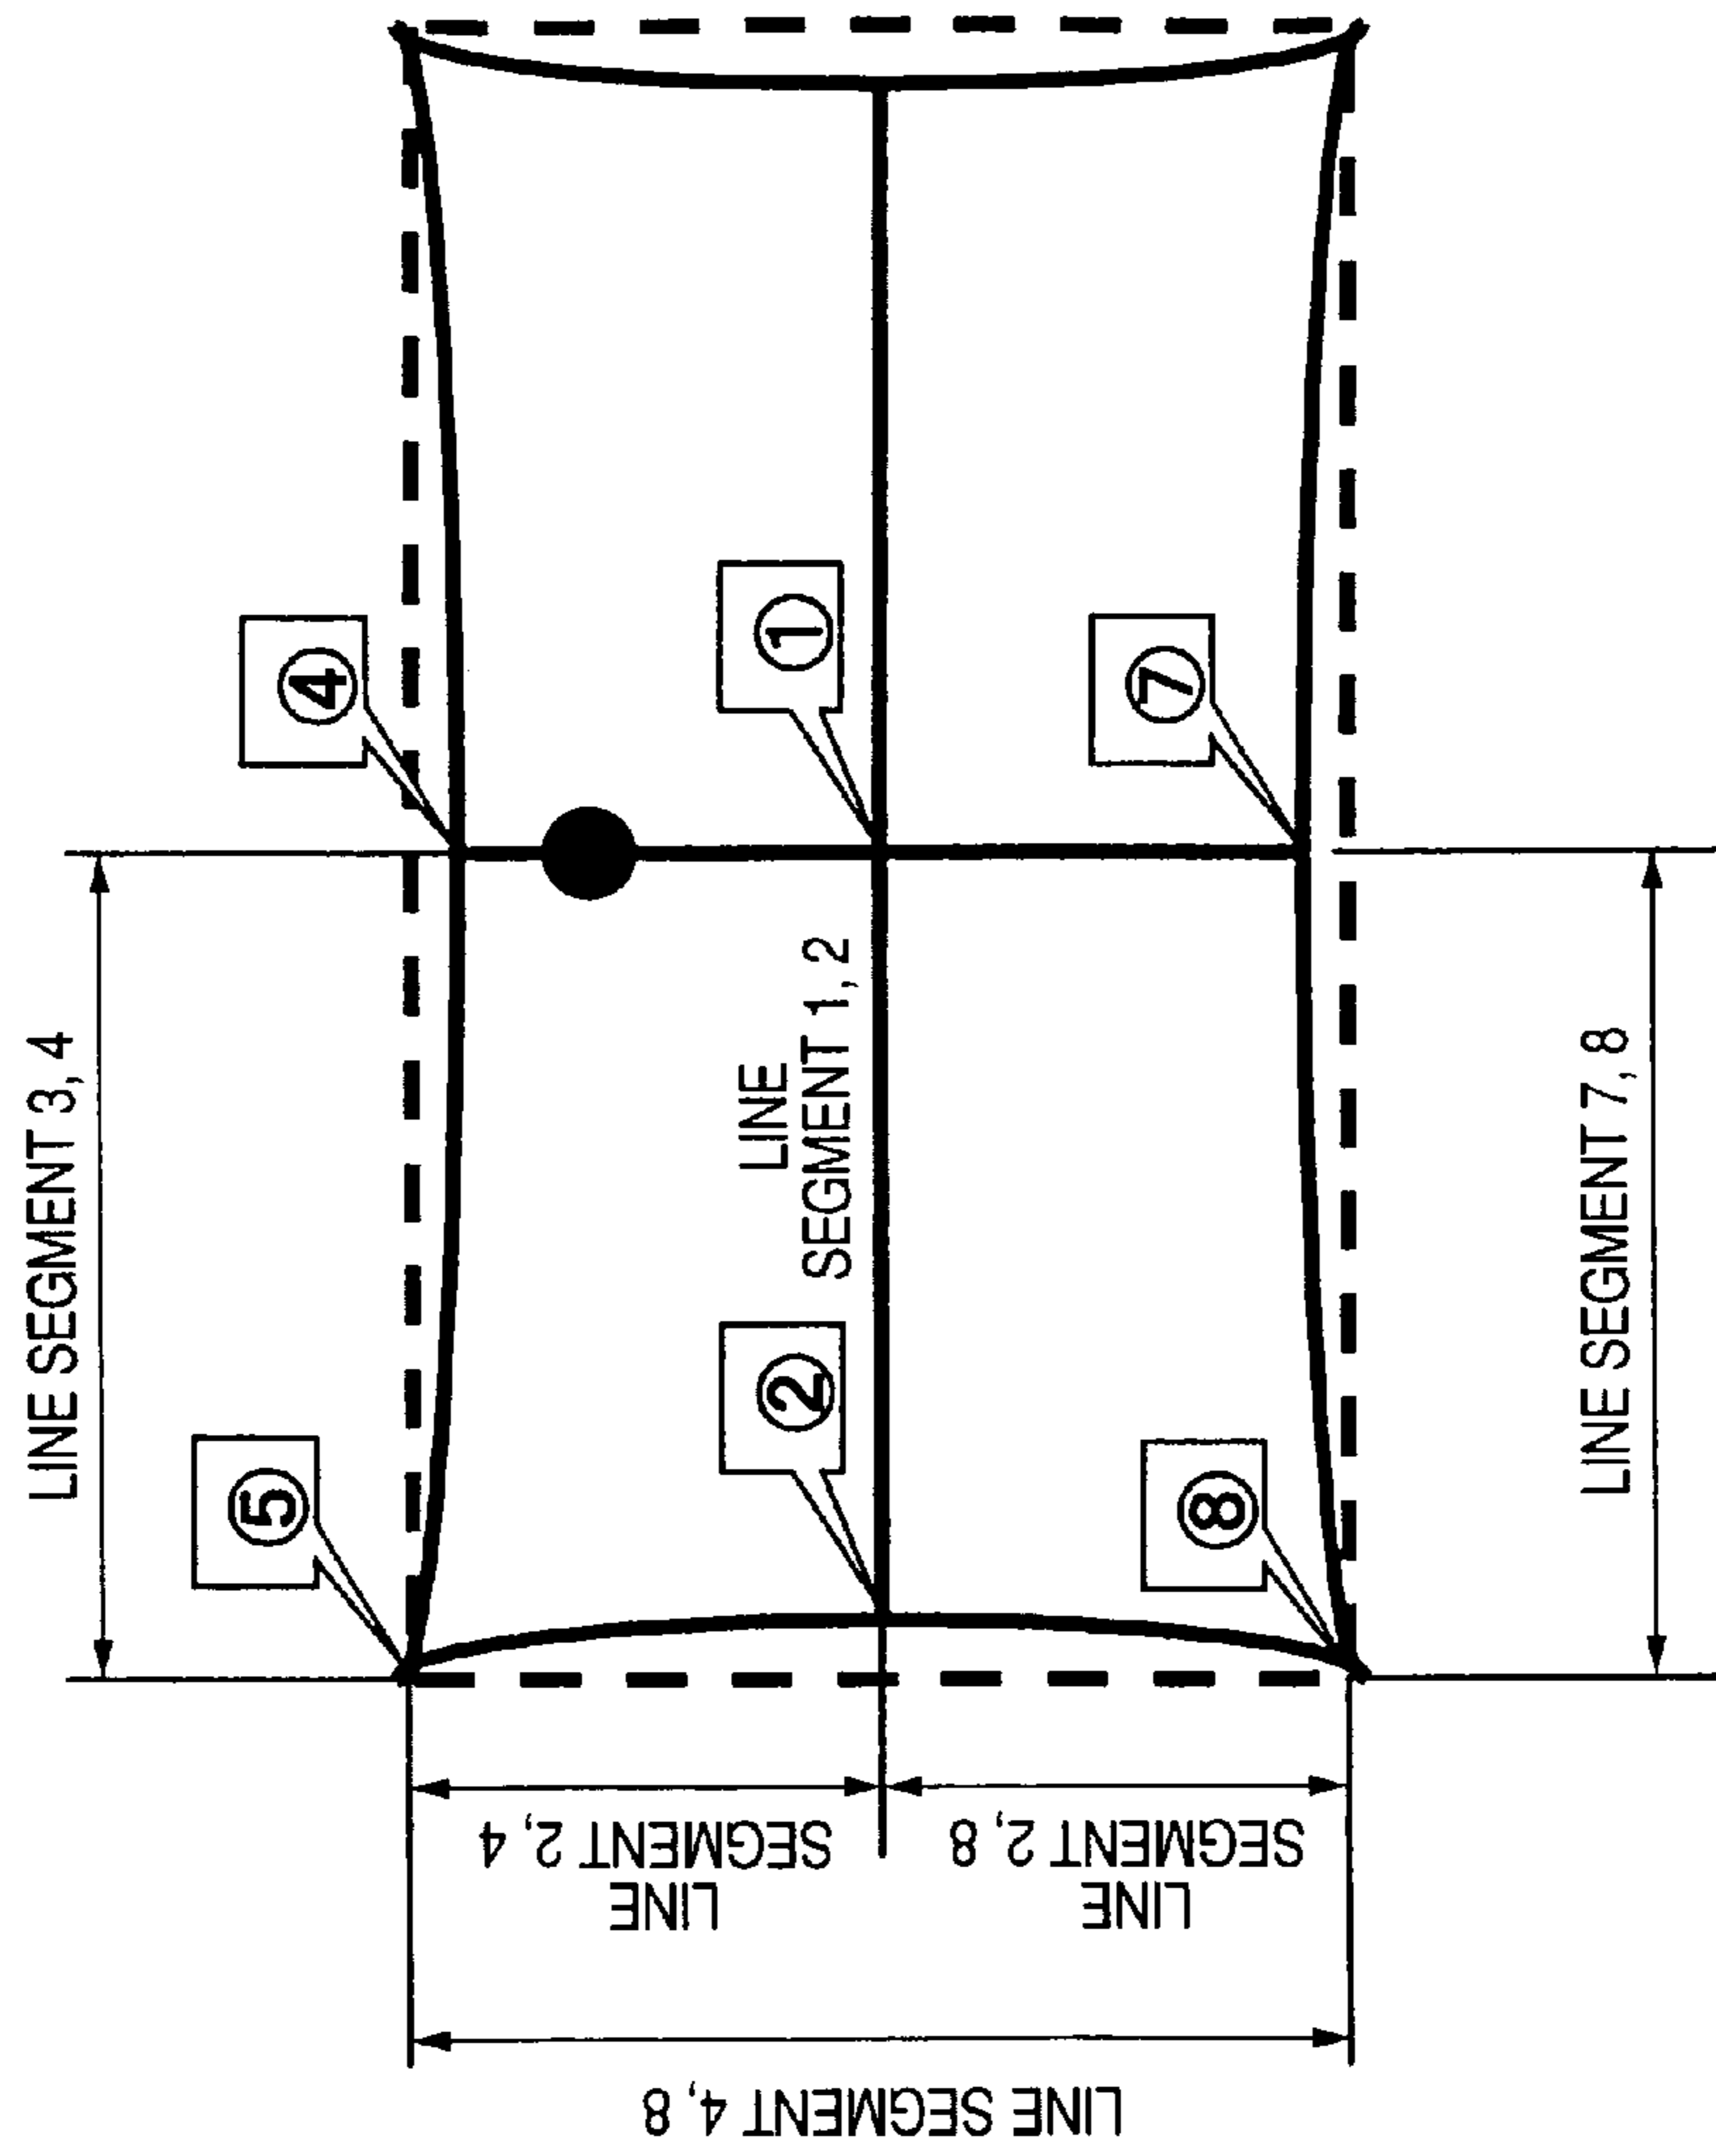 LINE SEGMENT 3, 4
⑤
④
LINE
SEGMENT 1, 2
②
①
⑧
⑦
LINE SEGMENT 7, 8
LINE
SEGMENT 2, 4
LINE
SEGMENT 2, 8
LINE SEGMENT 4, 8